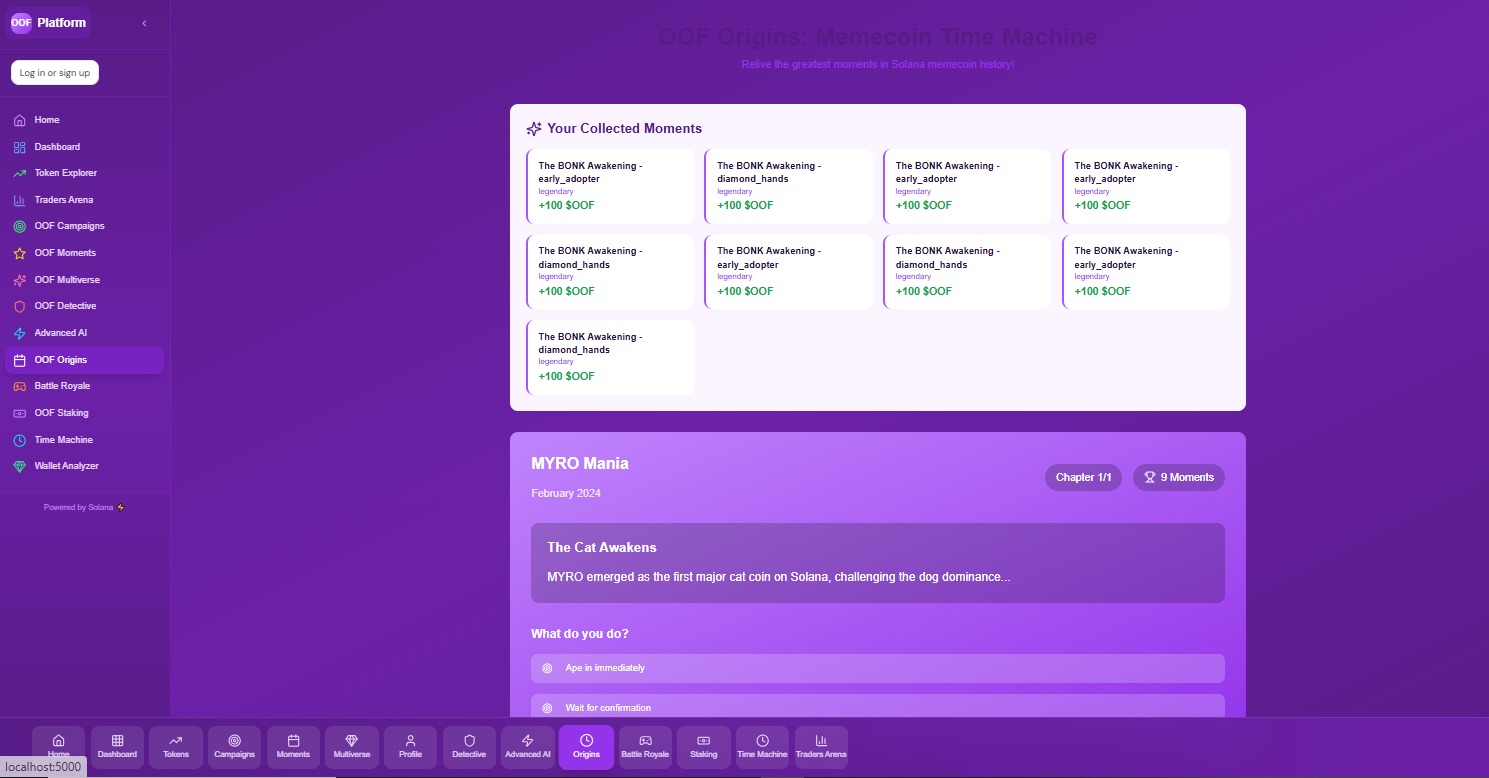 OOF Platform
Log in or sign up
Home
Dashboard
Token Explorer
Traders Arena
OOF Campaigns
OOF Moments
OOF Multiverse
OOF Detective
Advanced AI
OOF Origins
Battle Royale
OOF Staking
Time Machine
Wallet Analyzer
Powered by Solana ⚡
OOF Origins: Memecoin Time Machine
Relive the greatest moments in Solana memecoin history!
Your Collected Moments
The BONK Awakening -
early_adopter
legendary
+100 $OOF
The BONK Awakening -
diamond_hands
legendary
+100 $OOF
The BONK Awakening -
early_adopter
legendary
+100 $OOF
The BONK Awakening -
early_adopter
legendary
+100 $OOF
The BONK Awakening -
diamond_hands
legendary
+100 $OOF
The BONK Awakening -
early_adopter
legendary
+100 $OOF
The BONK Awakening -
diamond_hands
legendary
+100 $OOF
The BONK Awakening -
early_adopter
legendary
+100 $OOF
The BONK Awakening -
diamond_hands
legendary
+100 $OOF
MYRO Mania
February 2024
Chapter 1/1
9 Moments
The Cat Awakens
MYRO emerged as the first major cat coin on Solana, challenging the dog dominance...
What do you do?
Ape in immediately
Wait for confirmation
Home
Dashboard
Tokens
Campaigns
Moments
Multiverse
Profile
Detective
Advanced AI
Origins
Battle Royale
Staking
Time Machine
Traders Arena
localhost:5000